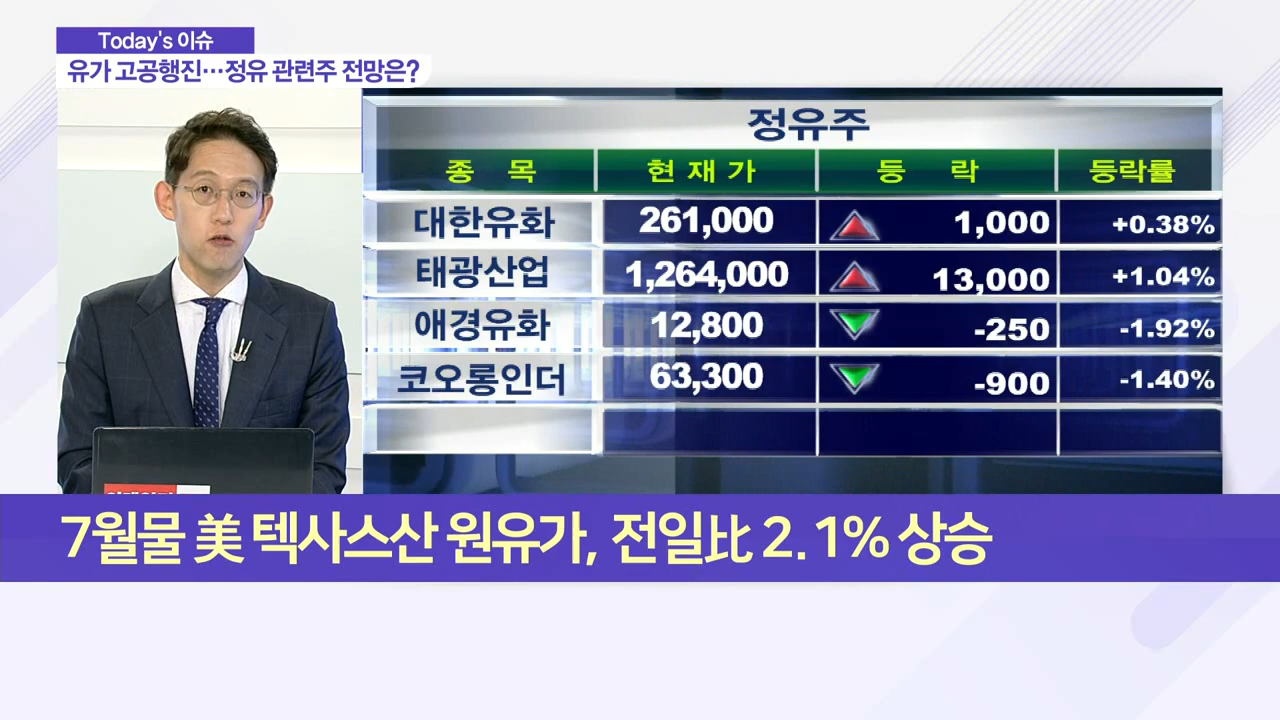 Today's 이슈
유가 고공행진…정유 관련주 전망은?
정유주
종 목 현재가 등 락 등락률
대한유화 261,000 1,000 +0.38%
태광산업 1,264,000 13,000 +1.04%
애경유화 12,800 -250 -1.92%
코오롱인더 63,300 -900 -1.40%
7월물 美 텍사스산 원유가, 전일比 2.1% 상승